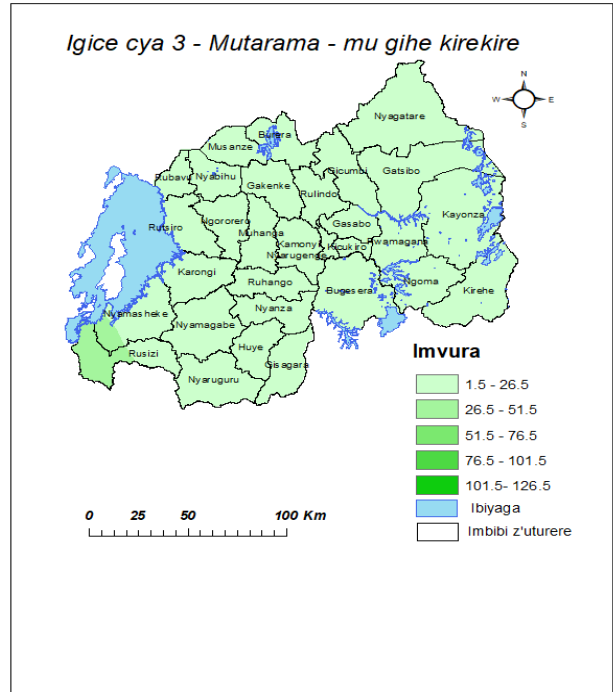 Igice cya 3 - Mutarama - mu gihe kirekire
N
W E
S
Nyagatare
Burera
Musanze
Rubavu Nyabihu Gakenke Rulindo Gicumbi Gatsibo
Rutsiro Ngororero Muhanga Gasabo Kayonza
Kamonyi Kicukiro Rwamagana
Nyarugenge
Karongi Ruhango Bugesera Ngoma Kirehe
Nyamasheke Nyamagabe Nyanza
Rusizi Huye Gisagara
Nyaruguru
Imvura
1.5 - 26.5
26.5 - 51.5
51.5 - 76.5
76.5 - 101.5
101.5- 126.5
Ibiyaga
Imbibi z'uturere
0 25 50 100 Km